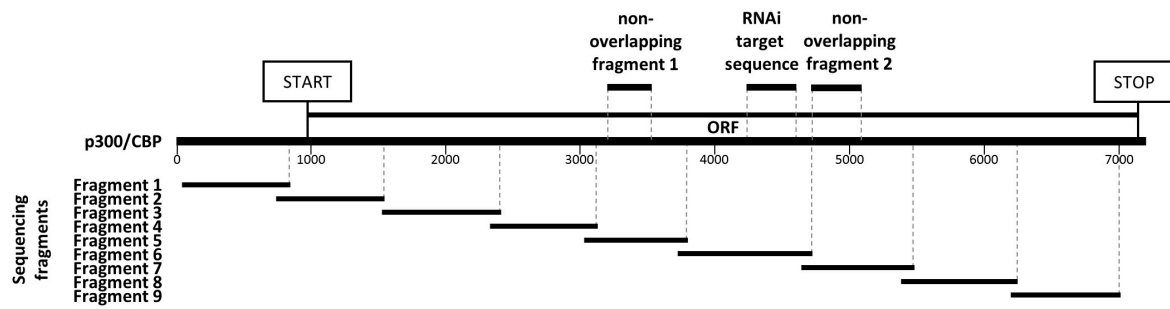 non-
overlapping
fragment 1
RNAi
target
sequence
non-
overlapping
fragment 2
START
STOP
ORF
p300/CBP
0 1000 2000 3000 4000 5000 6000 7000
Sequencing
fragments
Fragment 1
Fragment 2
Fragment 3
Fragment 4
Fragment 5
Fragment 6
Fragment 7
Fragment 8
Fragment 9